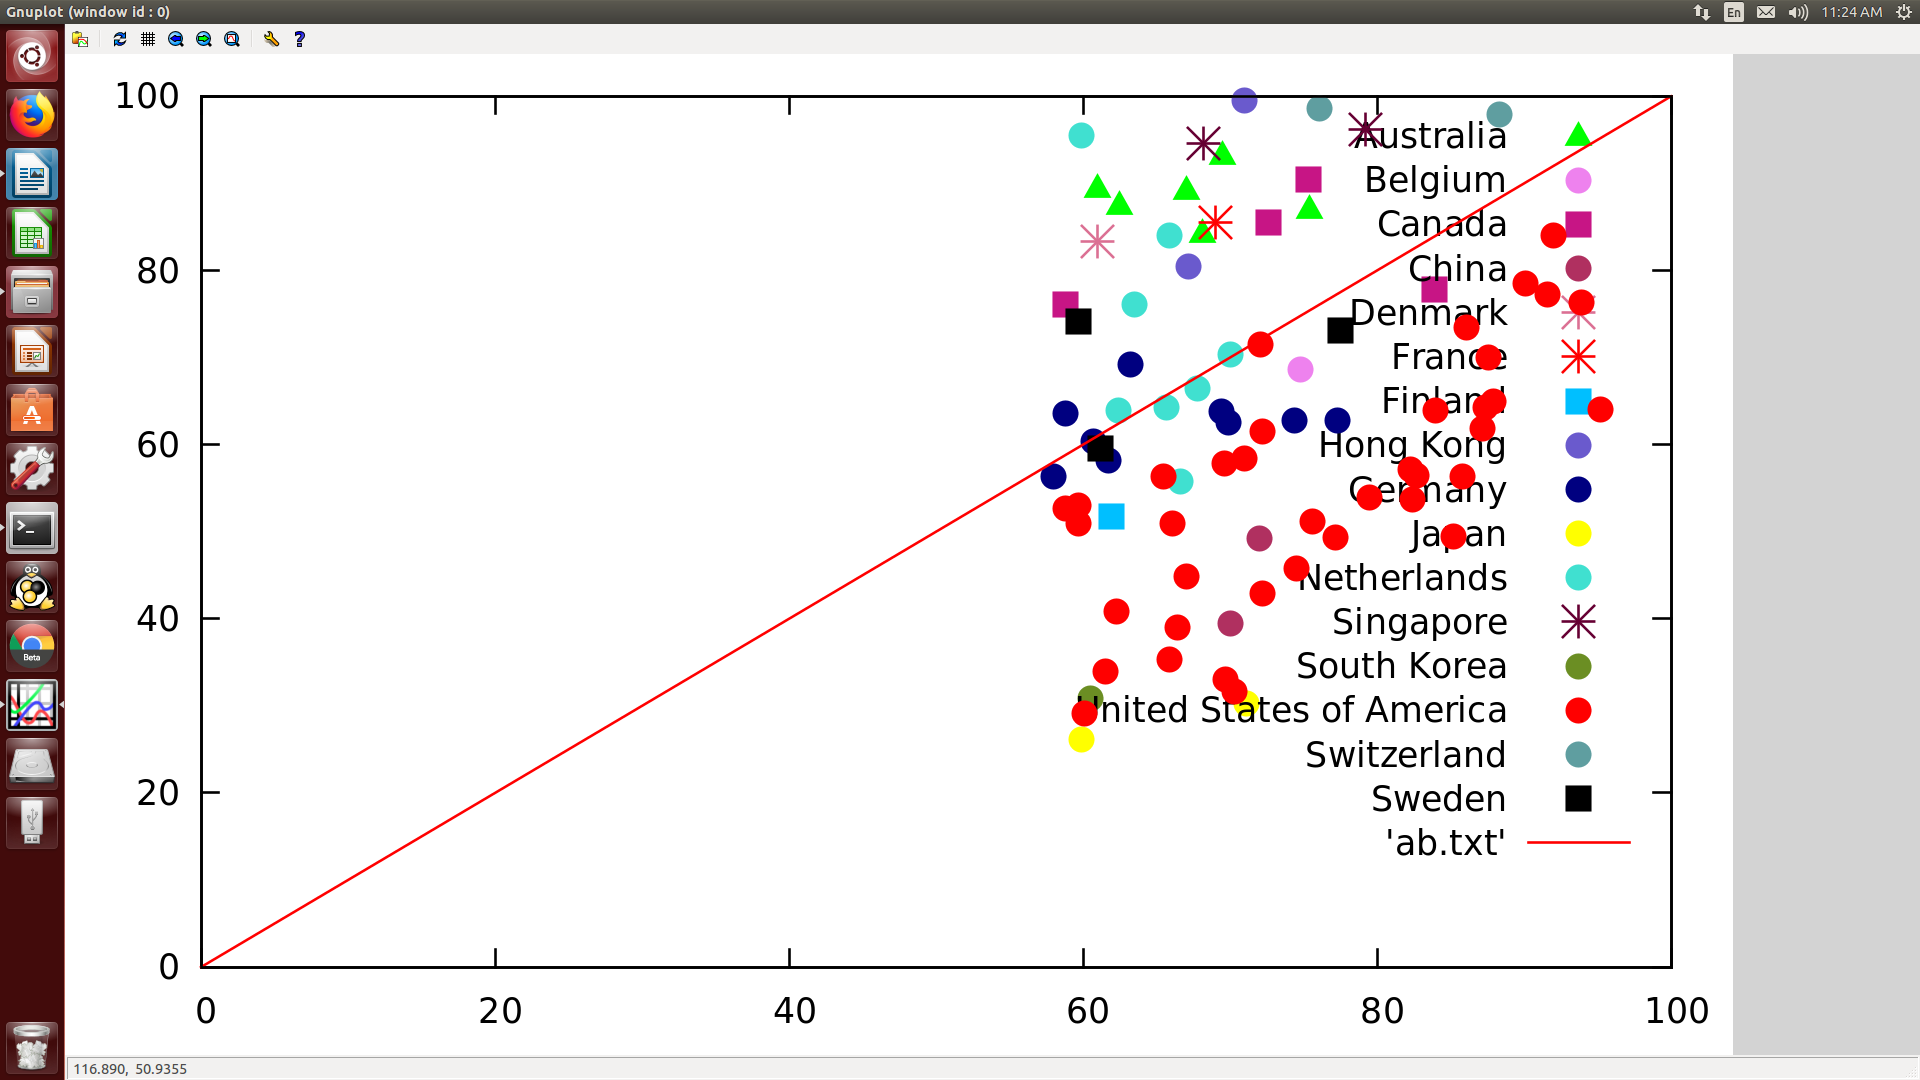 Gnuplot (window id : 0)
En
11:24 AM
?
100
80
60
40
20
0
0 20 40 60 80 100
Australia
Belgium
Canada
China
Denmark
France
Finland
Hong Kong
Germany
Japan
Netherlands
Singapore
South Korea
United States of America
Switzerland
Sweden
'ab.txt'
Beta
116.890, 50.9355